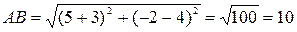 AB = √((5 + 3)² + (−2 − 4)²) = √100 = 10